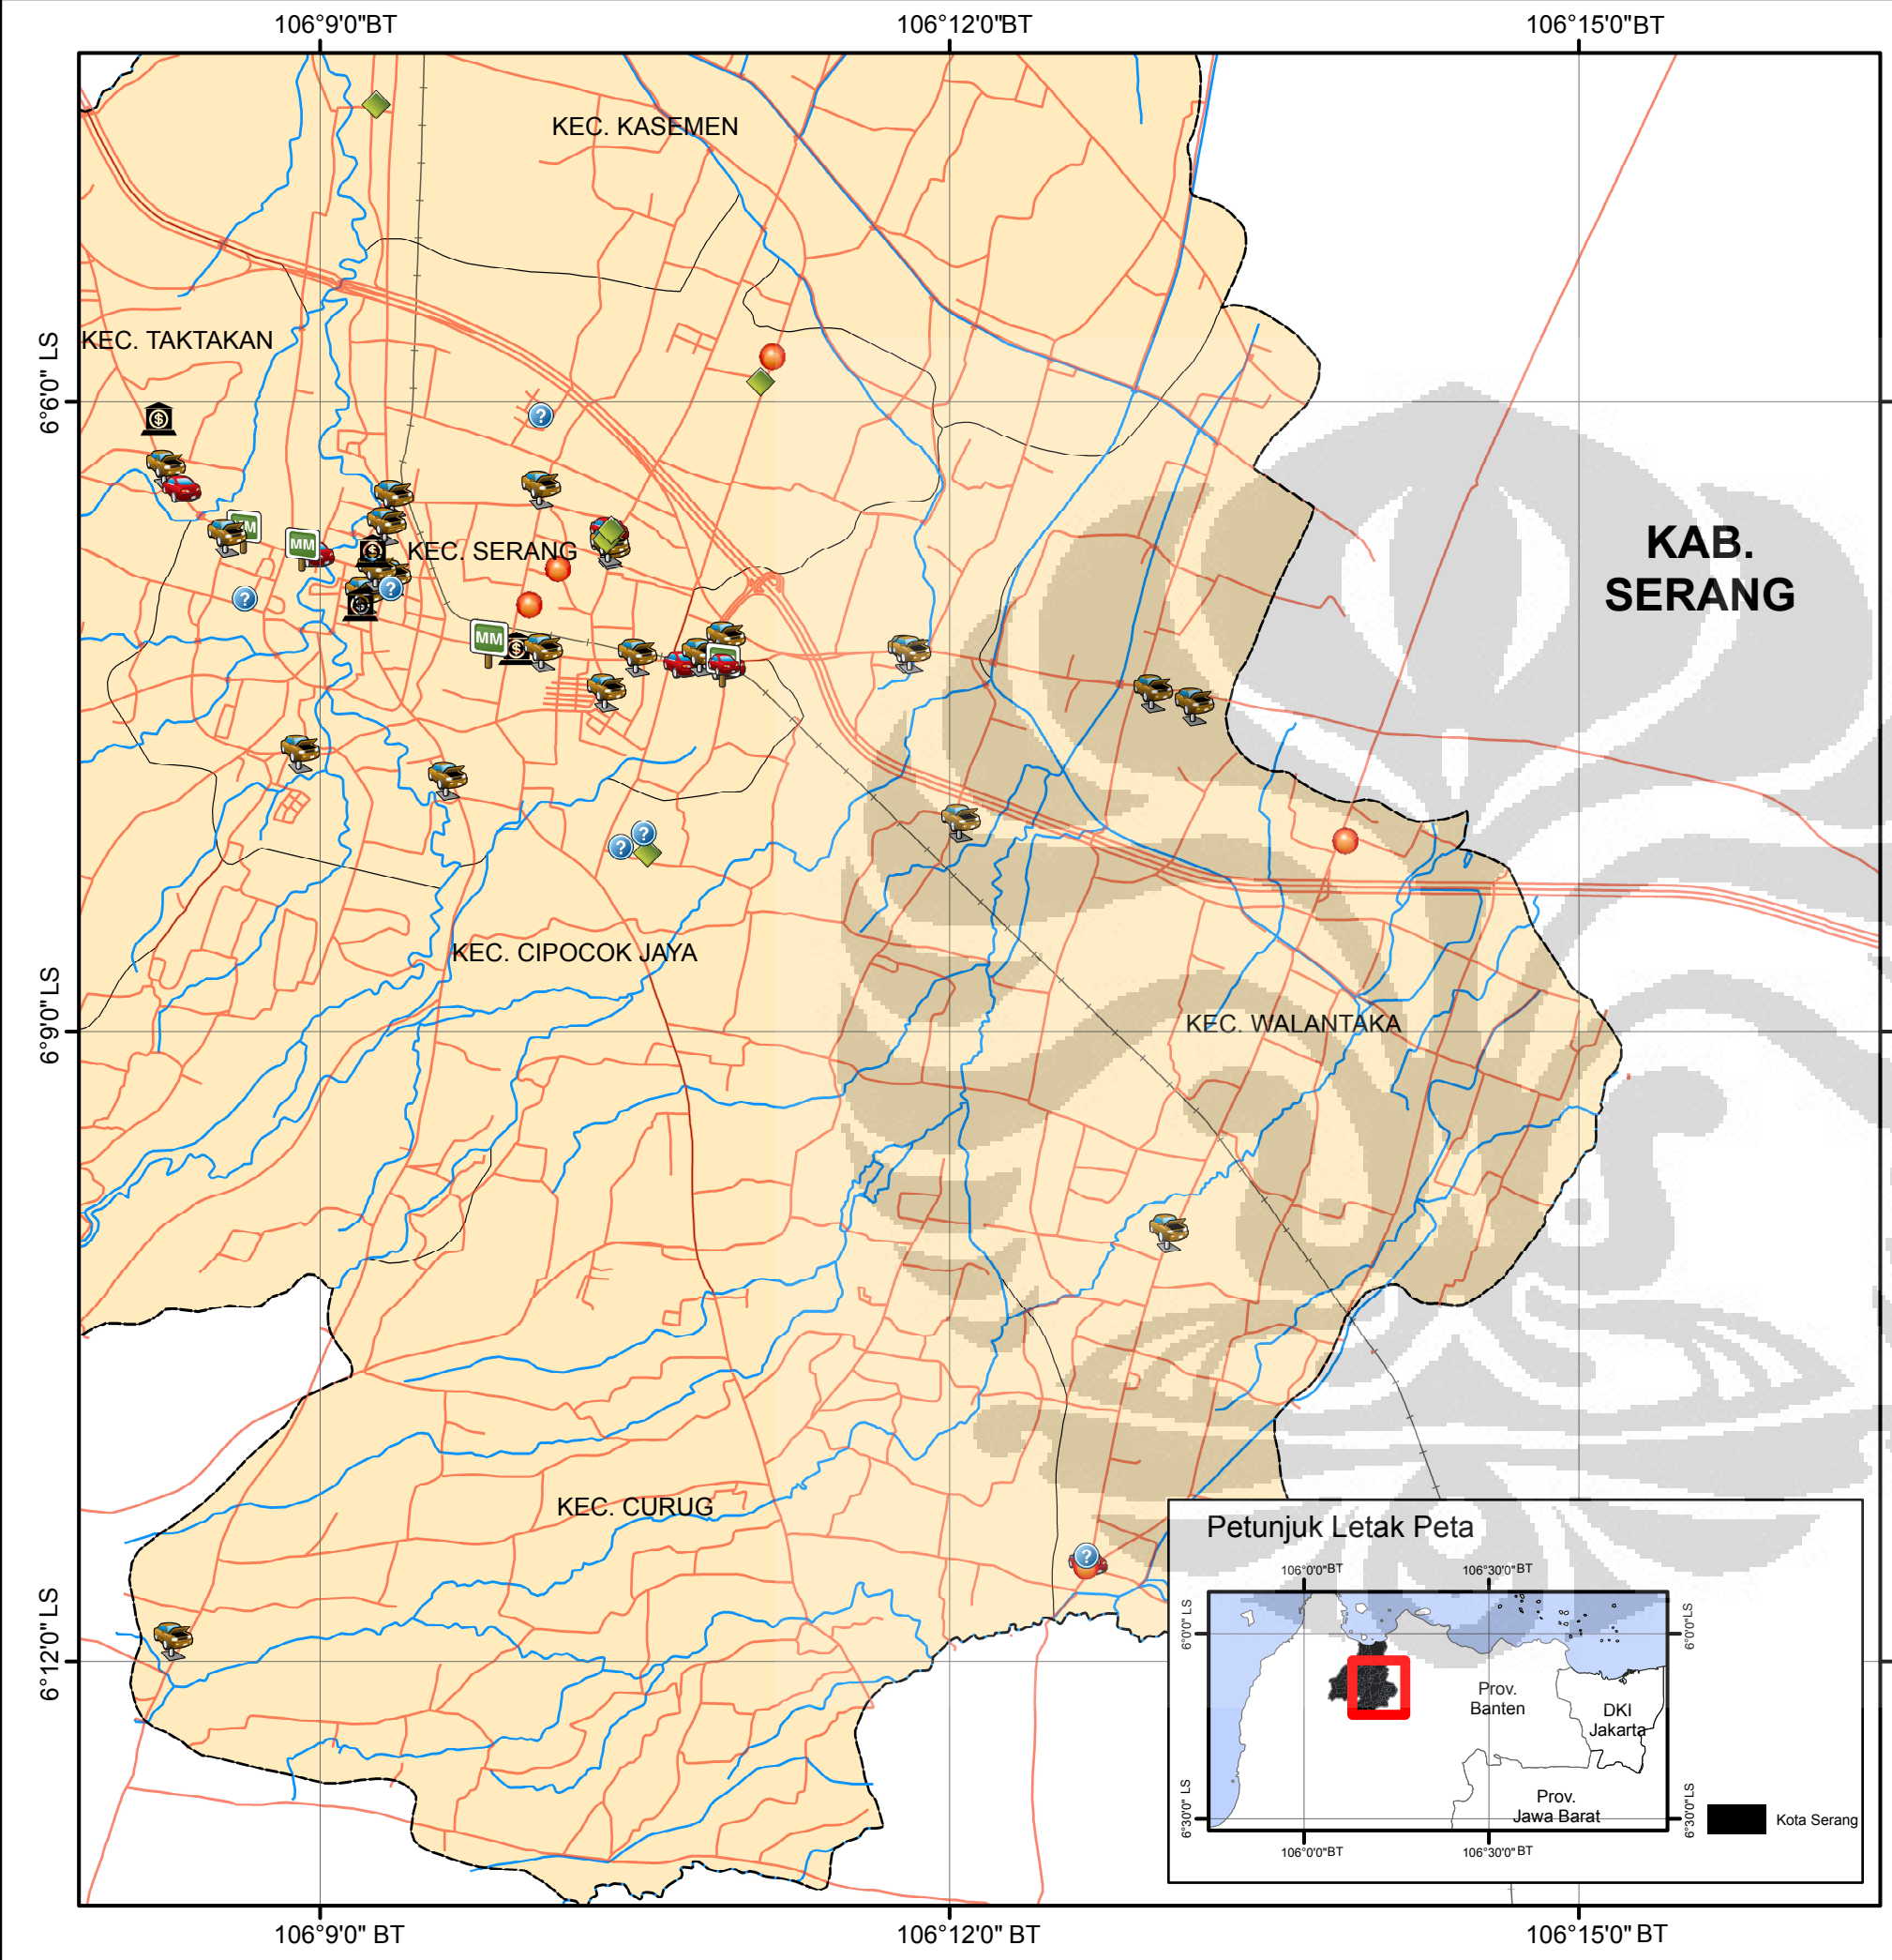 106°9'0"BT
106°12'0"BT
106°15'0"BT
KEC. KASEMEN
KEC. TAKTAKAN
6°6'0" LS
KAB.
SERANG
MM
MM
KEC. SERANG
MM
KEC. CIPOCOK JAYA
KEC. WALANTAKA
6°9'0" LS
KEC. CURUG
6°12'0" LS
Petunjuk Letak Peta
106°0'0"BT
106°30'0"BT
6°0'0" LS
6°0'0"LS
Prov.
Banten
DKI
Jakarta
Prov.
Jawa Barat
6°30'0" LS
6°30'0"LS
Kota Serang
106°0'0"BT
106°30'0"BT
106°9'0" BT
106°12'0" BT
106°15'0" BT